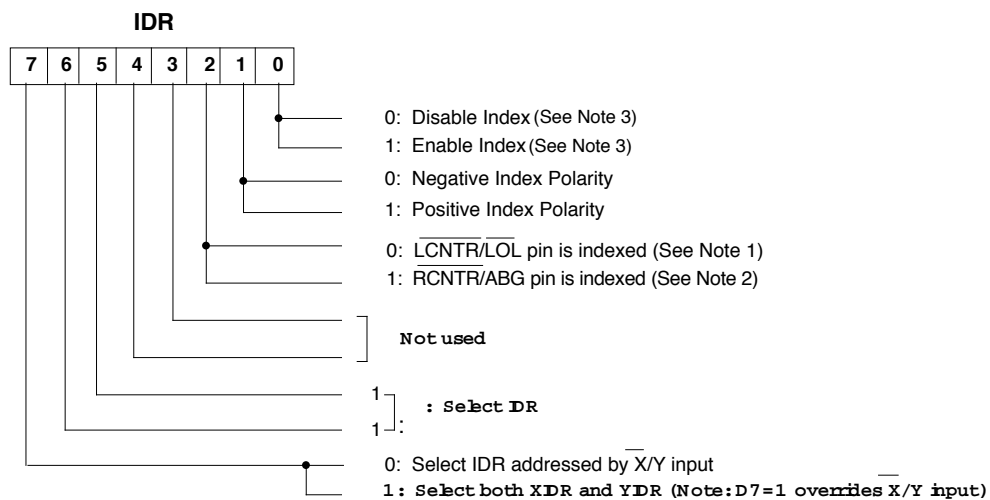 IDR
7 6 5 4 3 2 1 0
0: Disable Index (See Note 3)
1: Enable Index (See Note 3)
0: Negative Index Polarity
1: Positive Index Polarity
0: L̅C̅N̅T̅R̅/L̅O̅L̅ pin is indexed (See Note 1)
1: R̅C̅N̅T̅R̅/ABG pin is indexed (See Note 2)
Not used
1
: Select IDR
1 :
0: Select IDR addressed by X̅/Y input
1: Select both XIDR and YIDR (Note: D7=1 overrides X̅/Y input)